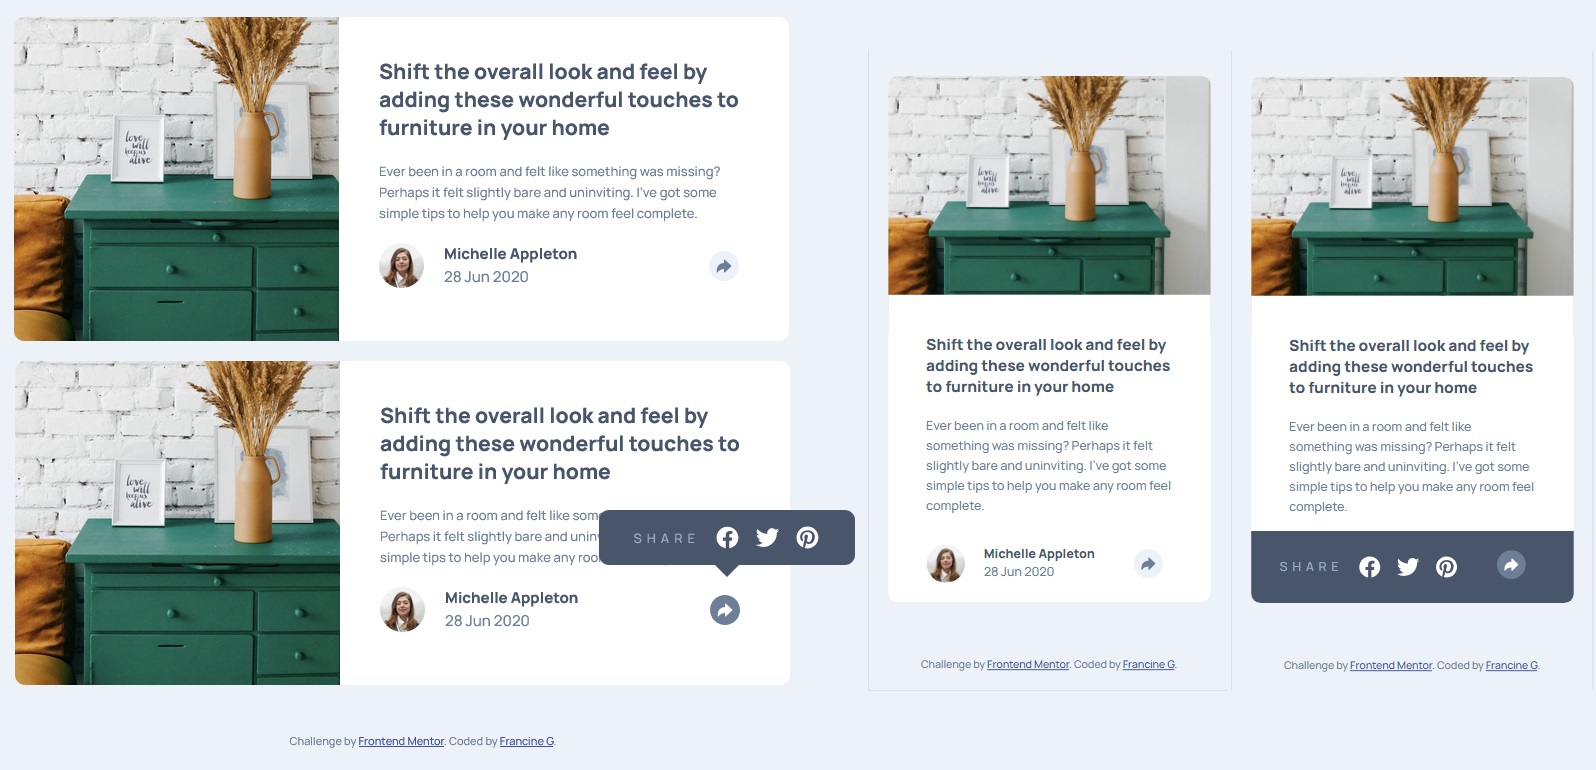 love
will
keep us
alive
Shift the overall look and feel by
adding these wonderful touches to
furniture in your home
Ever been in a room and felt like something was missing?
Perhaps it felt slightly bare and uninviting. I've got some
simple tips to help you make any room feel complete.
Michelle Appleton
28 Jun 2020
love
will
keep us
alive
Shift the overall look and feel by
adding these wonderful touches to
furniture in your home
Ever been in a room and felt like som
Perhaps it felt slightly bare and unin
simple tips to help you make any roo
SHARE
Michelle Appleton
28 Jun 2020
Challenge by Frontend Mentor. Coded by Francine G.
love
will
keep us
alive
Shift the overall look and feel by
adding these wonderful touches
to furniture in your home
Ever been in a room and felt like
something was missing? Perhaps it felt
slightly bare and uninviting. I've got some
simple tips to help you make any room feel
complete.
Michelle Appleton
28 Jun 2020
Challenge by Frontend Mentor. Coded by Francine G.
love
will
keep us
alive
Shift the overall look and feel by
adding these wonderful touches
to furniture in your home
Ever been in a room and felt like
something was missing? Perhaps it felt
slightly bare and uninviting. I've got some
simple tips to help you make any room feel
complete.
SHARE
Challenge by Frontend Mentor. Coded by Francine G.